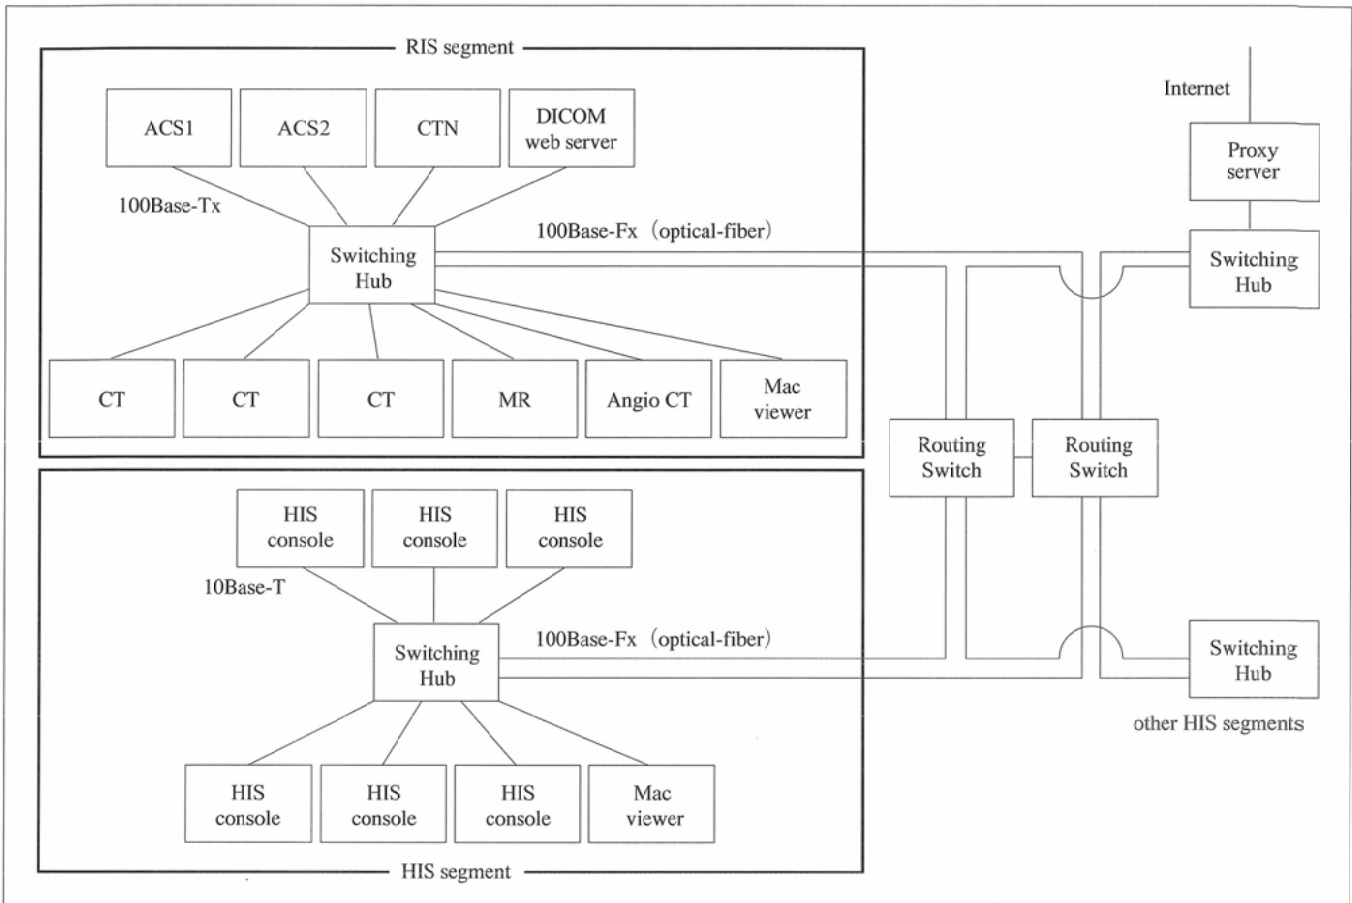 RIS segment
ACS1
ACS2
CTN
DICOM
web server
Internet
Proxy
server
100Base-Tx
100Base-Fx (optical-fiber)
Switching
Hub
Switching
Hub
CT
CT
CT
MR
Angio CT
Mac
viewer
Routing
Switch
Routing
Switch
HIS
console
HIS
console
HIS
console
10Base-T
100Base-Fx (optical-fiber)
Switching
Hub
Switching
Hub
other HIS segments
HIS
console
HIS
console
HIS
console
Mac
viewer
HIS segment